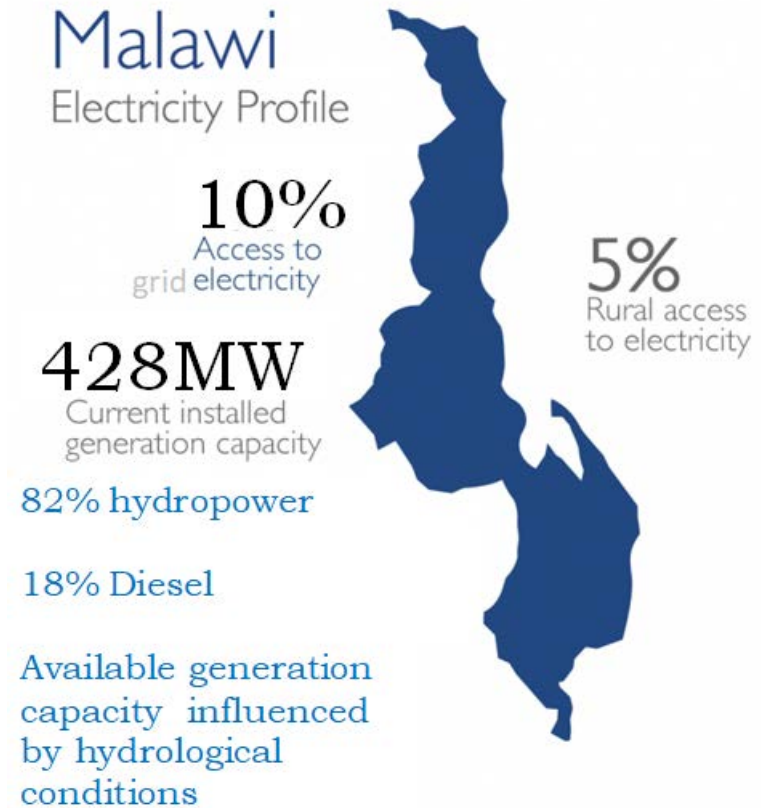 Malawi
Electricity Profile
10%
Access to
grid electricity
5%
Rural access
to electricity
428MW
Current installed
generation capacity
82% hydropower
18% Diesel
Available generation
capacity influenced
by hydrological
conditions